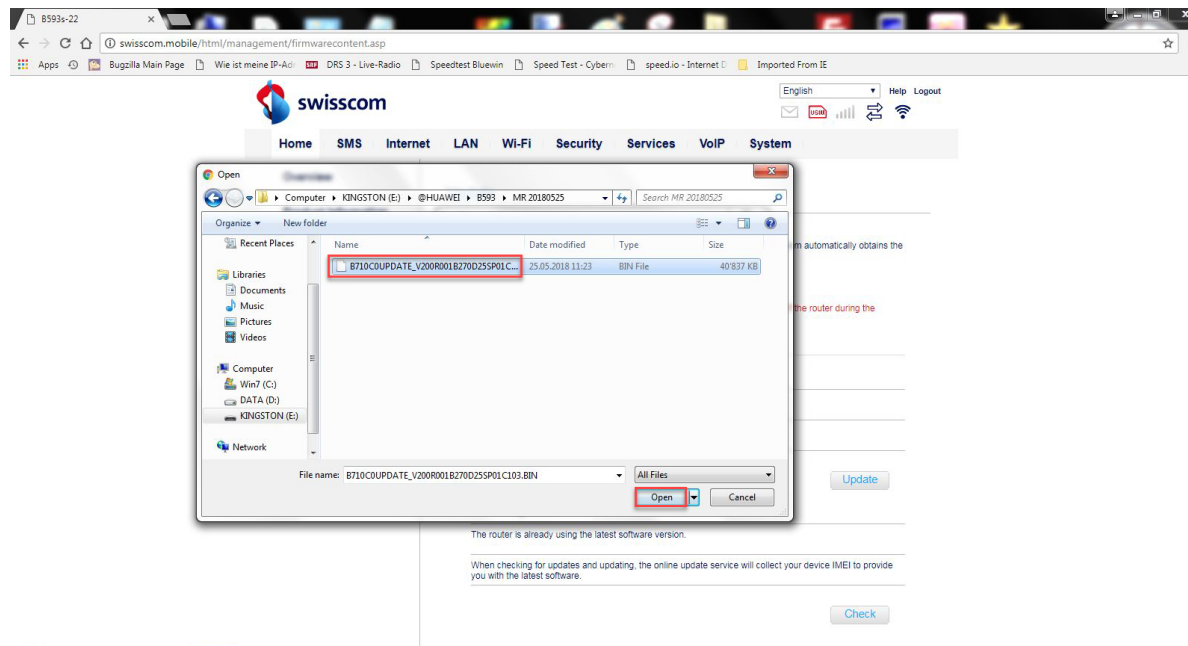 B593s-22
swisscom.mobile/html/management/firmwarecontent.asp
Apps Bugzilla Main Page Wie ist meine IP-Adr DRS 3 - Live-Radio Speedtest Bluewin Speed Test - Cybern speed.io - Internet D Imported From IE
swisscom
English Help Logout
USIM
Home SMS Internet LAN Wi-Fi Security Services VoIP System
Open
Overview
Computer KINGSTON (E:) @HUAWEI B593 MR 20180525 Search MR 20180525
Organize New folder
Recent Places
Name Date modified Type Size
B710C0UPDATE_V200R001B270D25SP01C... 25.05.2018 11:23 BIN File 40'837 KB
m automatically obtains the
Libraries
Documents
Music
Pictures
Videos
the router during the
Computer
Win7 (C:)
DATA (D:)
KINGSTON (E:)
Network
File name: B710C0UPDATE_V200R001B270D25SP01C103.BIN All Files
Update
Open Cancel
The router is already using the latest software version.
When checking for updates and updating, the online update service will collect your device IMEI to provide
you with the latest software.
Check